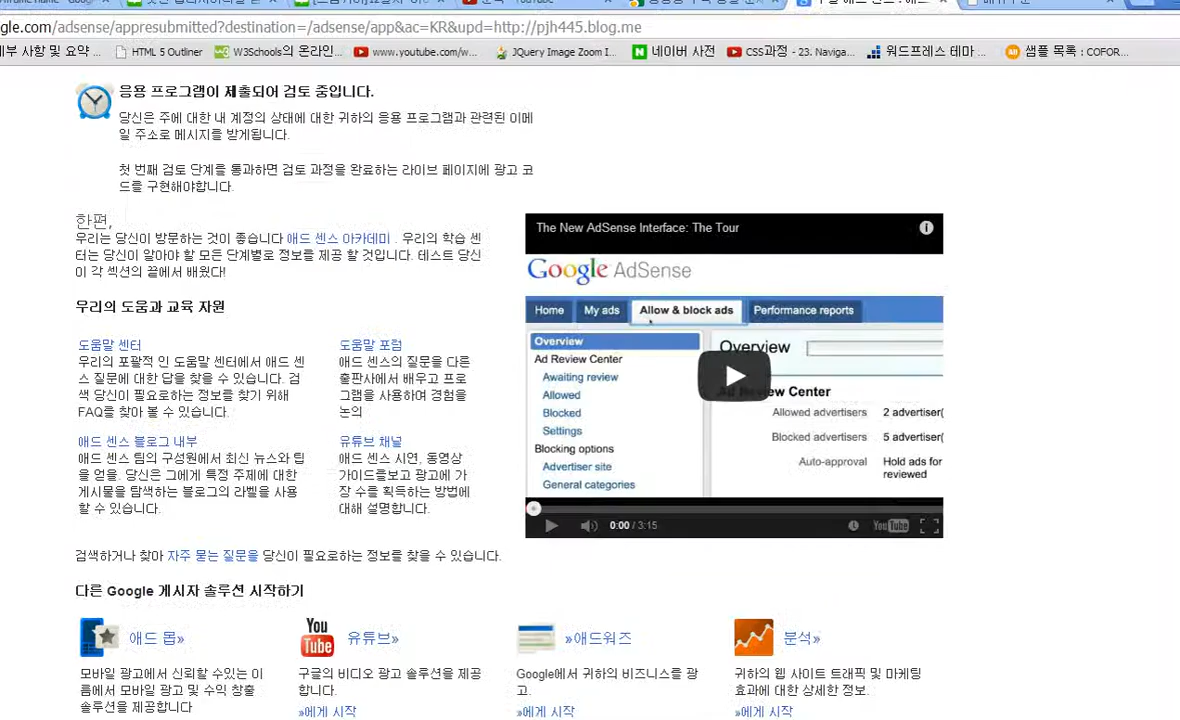 gle.com/adsense/appresubmitted?destination=/adsense/app&ac=KR&upd=http://pjh445.blog.me
부 사항 및 요약 ...
HTML 5 Outliner
W3Schools의 온라인...
www.youtube.com/w...
JQuery Image Zoom I...
네이버 사전
CSS과정 - 23. Naviga...
워드프레스 테마 ...
샘플 목록 : COFOR...
응용 프로그램이 제출되어 검토 중입니다.
당신은 주에 대한 내 계정의 상태에 대한 귀하의 응용 프로그램과 관련된 이메
일 주소로 메시지를 받게됩니다.
첫 번째 검토 단계를 통과하면 검토 과정을 완료하는 라이브 페이지에 광고 코
드를 구현해야합니다.
한편,
우리는 당신이 방문하는 것이 좋습니다 애드 센스 아카데미 . 우리의 학습 센
터는 당신이 알아야 할 모든 단계별로 정보를 제공 할 것입니다. 테스트 당신
이 각 섹션의 끝에서 배웠다!
우리의 도움과 교육 자원
도움말 센터
우리의 포괄적 인 도움말 센터에서 애드 센
스 질문에 대한 답을 찾을 수 있습니다. 검
색 당신이 필요로하는 정보를 찾기 위해
FAQ를 찾아 볼 수 있습니다.
도움말 포럼
애드 센스의 질문을 다른
출판사에서 배우고 프로
그램을 사용하여 경험을
논의
애드 센스 블로그 내부
애드 센스 팀의 구성원에서 최신 뉴스와 팁
을 얻을. 당신은 그에게 특정 주제에 대한
게시물을 탐색하는 블로그의 라벨을 사용
할 수 있습니다.
유튜브 채널
애드 센스 시연, 동영상
가이드를보고 광고에 가
장 수를 획득하는 방법에
대해 설명합니다.
The New AdSense Interface: The Tour
Google AdSense
Home
My ads
Allow & block ads
Performance reports
Overview
Ad Review Center
Awaiting review
Allowed
Blocked
Settings
Blocking options
Advertiser site
General categories
Overview
Ad Review Center
Allowed advertisers 2 advertiser(
Blocked advertisers 5 advertiser(
Auto-approval Hold ads for
reviewed
0:00 / 3:15
YouTube
검색하거나 찾아 자주 묻는 질문을 당신이 필요로하는 정보를 찾을 수 있습니다.
다른 Google 게시자 솔루션 시작하기
애드 몹»
모바일 광고에서 신뢰할 수있는 이
름에서 모바일 광고 및 수익 창출
솔루션을 제공합니다
You
Tube
유튜브»
구글의 비디오 광고 솔루션을 제공
합니다.
»에게 시작
»애드워즈
Google에서 귀하의 비즈니스를 광
고.
»에게 시작
분석»
귀하의 웹 사이트 트래픽 및 마케팅
효과에 대한 상세한 정보.
»에게 시작